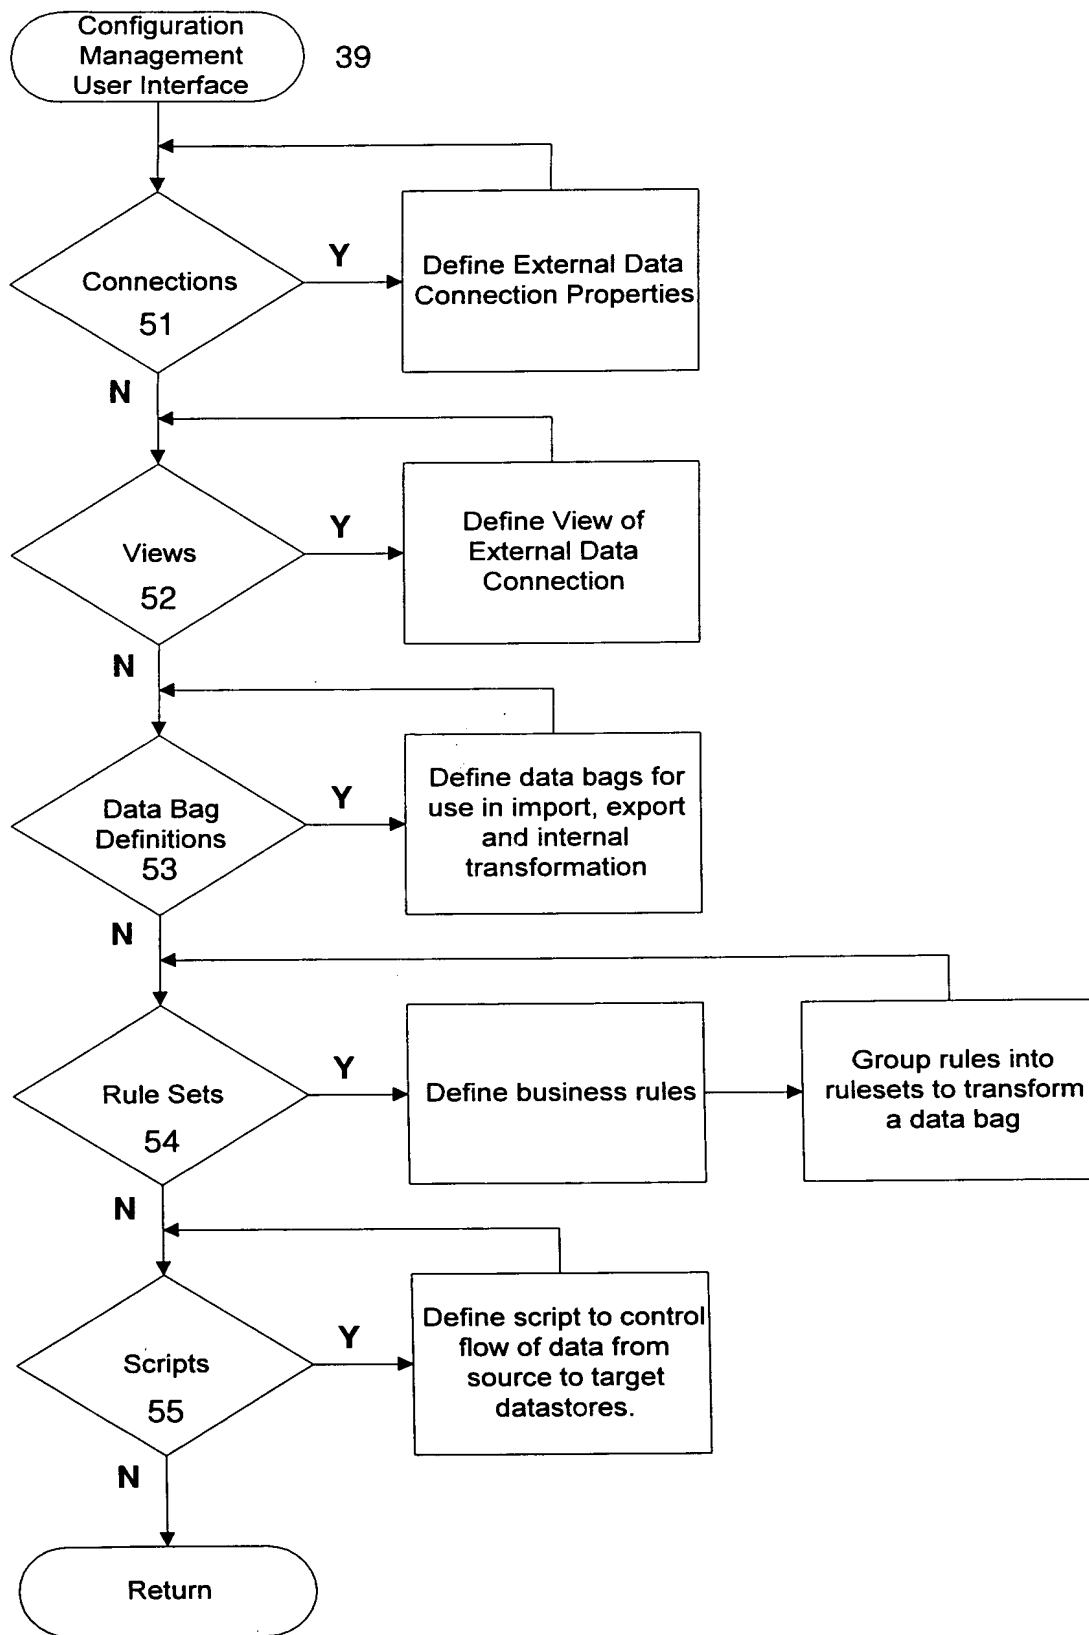 Configuration
Management
User Interface
39
Connections
51
Y
Define External Data
Connection Properties
N
Views
52
Y
Define View of
External Data
Connection
N
Data Bag
Definitions
53
Y
Define data bags for
use in import, export
and internal
transformation
N
Rule Sets
54
Y
Define business rules
Group rules into
rulesets to transform
a data bag
N
Scripts
55
Y
Define script to control
flow of data from
source to target
datastores.
N
Return